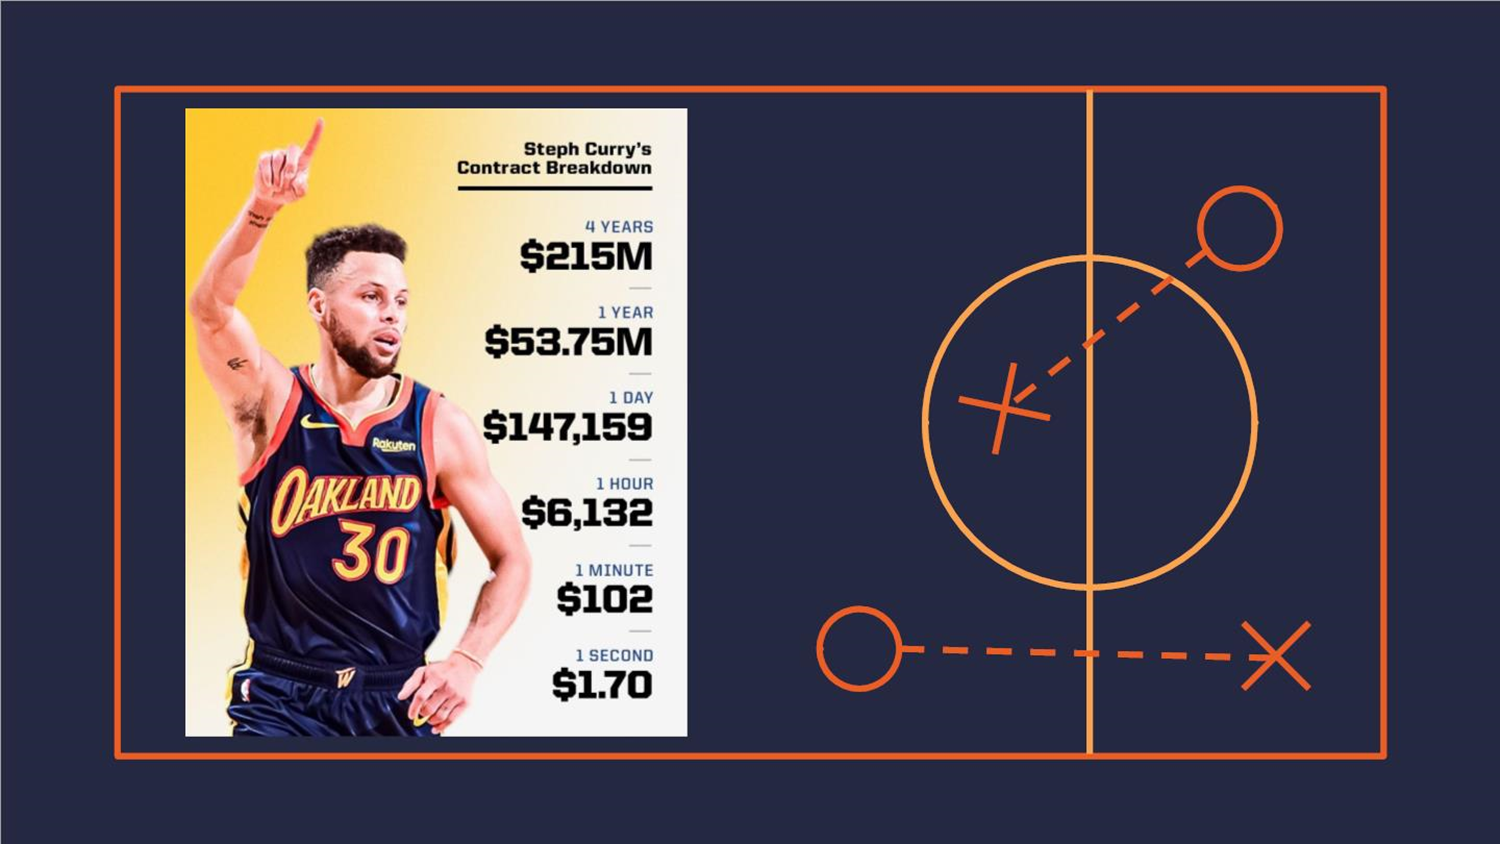 Steph Curry's
Contract Breakdown
4 YEARS
$215M
1 YEAR
$53.75M
1 DAY
$147,159
1 HOUR
$6,132
1 MINUTE
$102
1 SECOND
$1.70
Rakuten
OAKLAND
30